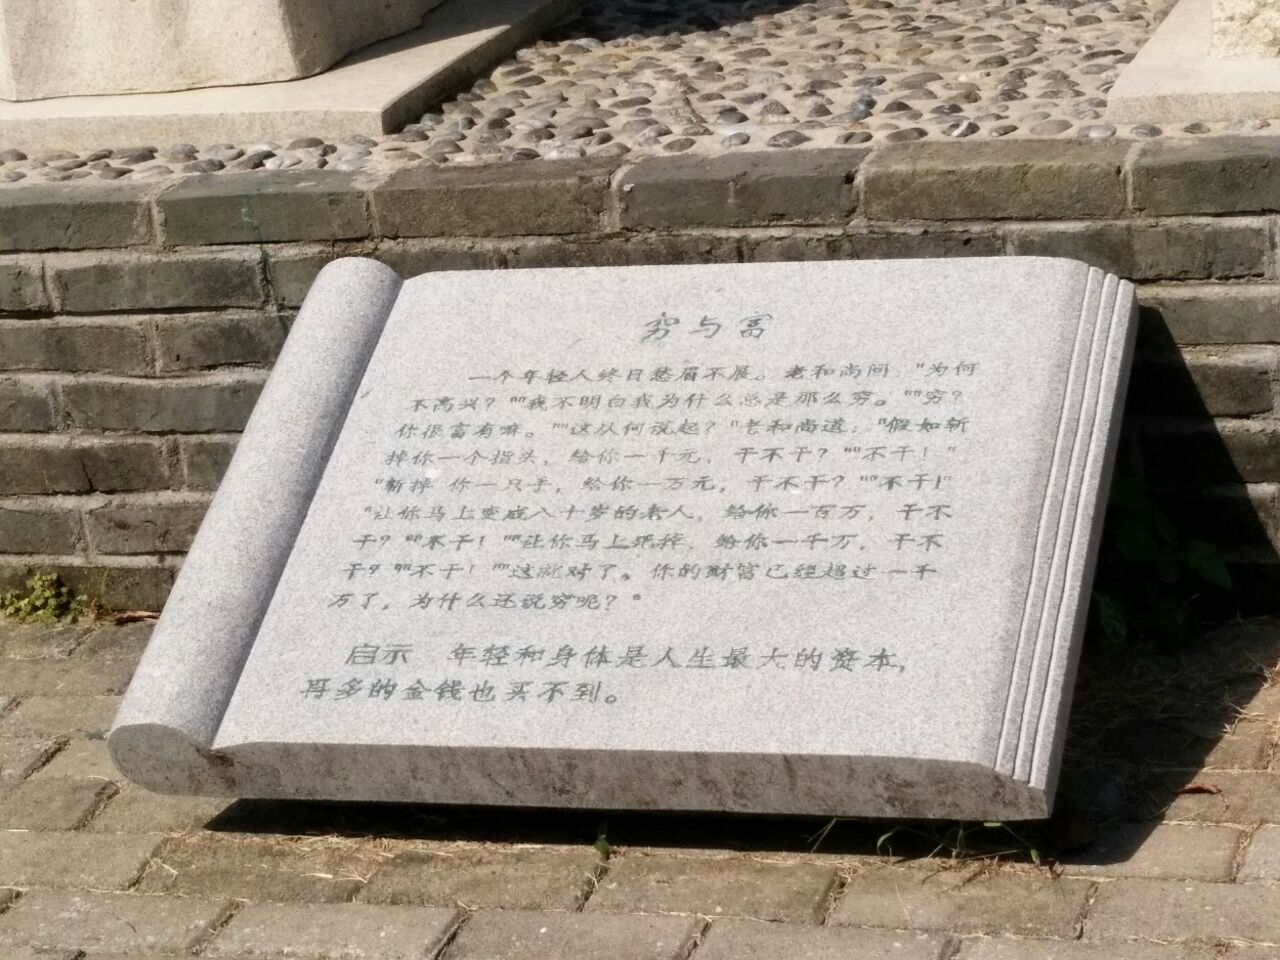 穷与富
一个年轻人终日愁眉不展。老和尚问："为何
不高兴？""我不明白我为什么总是那么穷。""穷？
你很富有嘛。""这从何说起？"老和尚道："假如斩
掉你一个指头，给你一千元，干不干？""不干！"
"斩掉 你一只手，给你一万元，干不干？""不干！"
"让你马上变成八十岁的老人，给你一百万，干不
干？""不干！""让你马上死掉，给你一千万，干不
干？""不干！""这就对了。你的财富已经超过一千
万了，为什么还说穷呢？"
启示 年轻和身体是人生最大的资本，
再多的金钱也买不到。